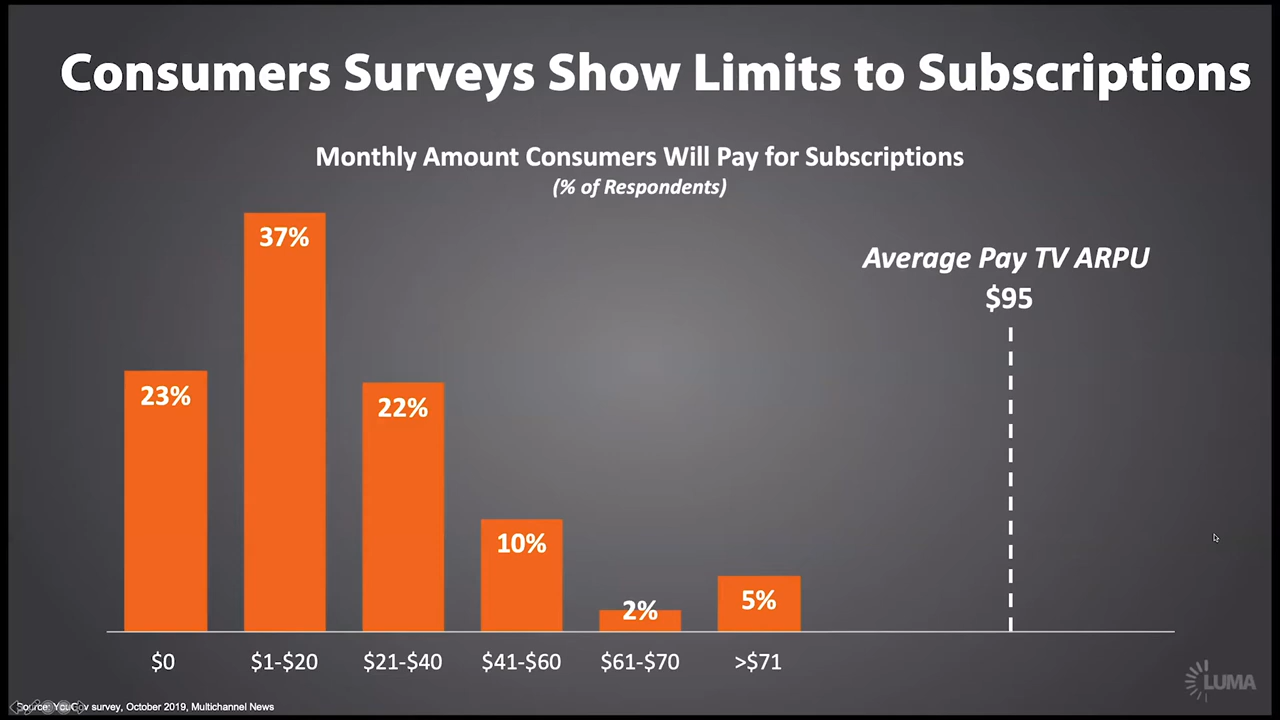 Consumers Surveys Show Limits to Subscriptions
Monthly Amount Consumers Will Pay for Subscriptions
(% of Respondents)
37%
Average Pay TV ARPU
$95
23%
22%
10%
2%
5%
$0
$1-$20
$21-$40
$41-$60
$61-$70
>$71
LUMA
survey, October 2019, Multichannel News